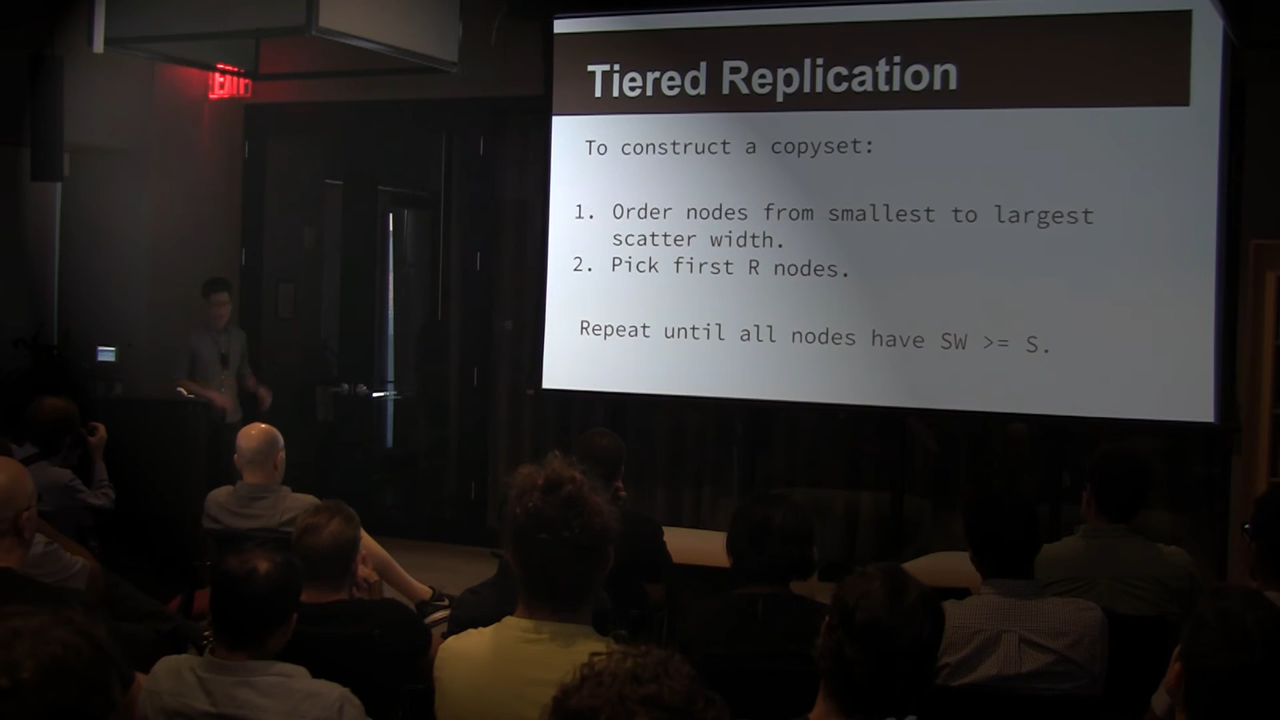 EXIT
Tiered Replication
To construct a copyset:
1. Order nodes from smallest to largest
scatter width.
2. Pick first R nodes.
Repeat until all nodes have SW >= S.